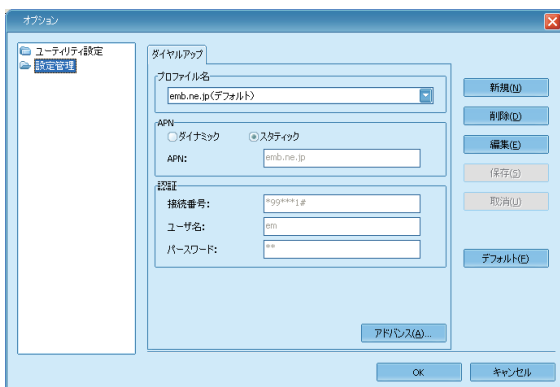 オプション
ユーティリティ設定
設定管理
ダイヤルアップ
プロファイル名
emb.ne.jp(デフォルト)
APN
ダイナミック
スタティック
APN:
emb.ne.jp
認証
接続番号:
*99***1#
ユーザ名:
em
パースワード:
**
アドバンス(A)...
新規(N)
削除(D)
編集(E)
保存(S)
取消(U)
デフォルト(F)
OK
キャンセル